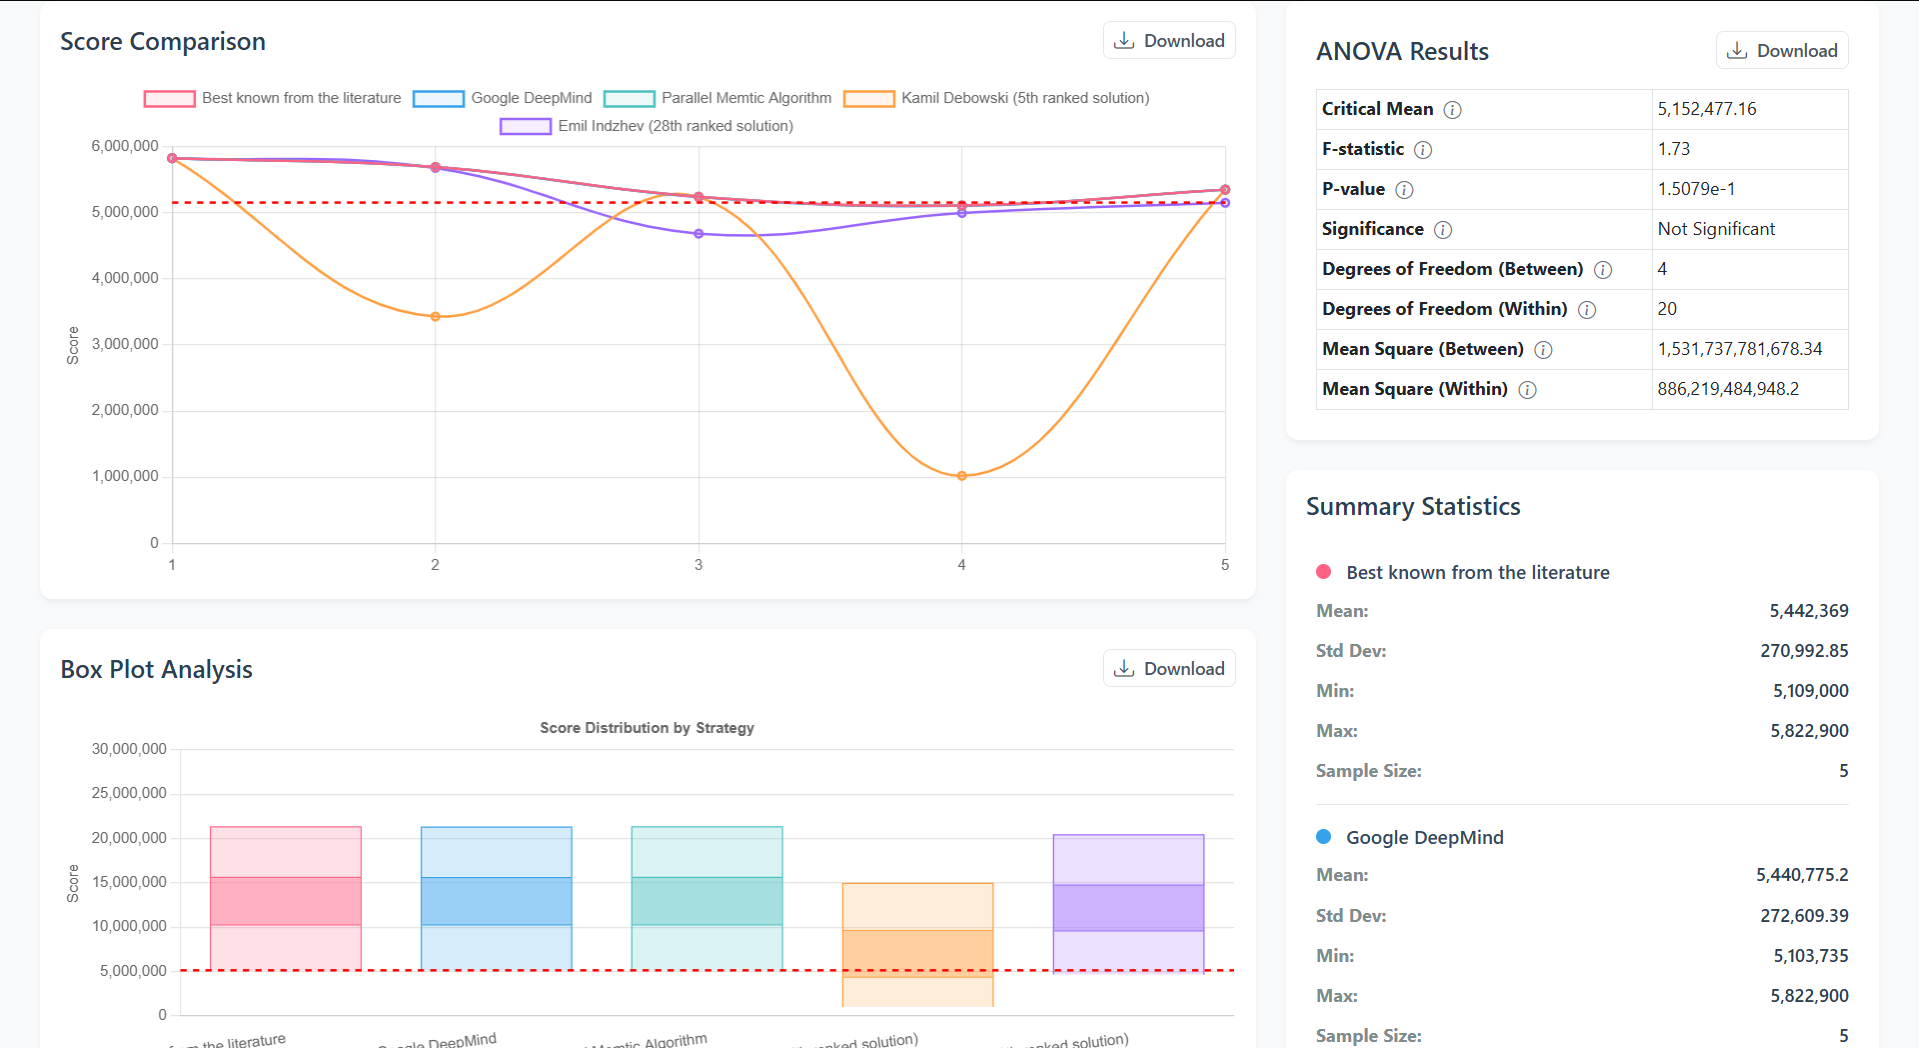 Score Comparison
Download
Best known from the literature
Google DeepMind
Parallel Memtic Algorithm
Kamil Debowski (5th ranked solution)
Emil Indzhev (28th ranked solution)
6,000,000
5,000,000
4,000,000
3,000,000
2,000,000
1,000,000
0
Score
1
2
3
4
5
Box Plot Analysis
Download
Score Distribution by Strategy
30,000,000
25,000,000
20,000,000
15,000,000
10,000,000
5,000,000
0
Score
from the literature
Google DeepMind
Memtic Algorithm
ranked solution)
ranked solution)
ANOVA Results
Download
Critical Mean 5,152,477.16
F-statistic 1.73
P-value 1.5079e-1
Significance Not Significant
Degrees of Freedom (Between) 4
Degrees of Freedom (Within) 20
Mean Square (Between) 1,531,737,781,678.34
Mean Square (Within) 886,219,484,948.2
Summary Statistics
Best known from the literature
Mean: 5,442,369
Std Dev: 270,992.85
Min: 5,109,000
Max: 5,822,900
Sample Size: 5
Google DeepMind
Mean: 5,440,775.2
Std Dev: 272,609.39
Min: 5,103,735
Max: 5,822,900
Sample Size: 5